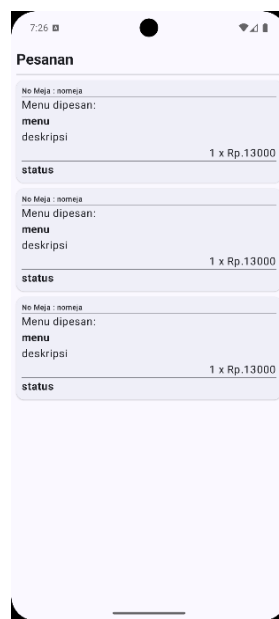 7:26
Pesanan
No Meja : nomeja
Menu dipesan:
menu
deskripsi
1 x Rp.13000
status
No Meja : nomeja
Menu dipesan:
menu
deskripsi
1 x Rp.13000
status
No Meja : nomeja
Menu dipesan:
menu
deskripsi
1 x Rp.13000
status